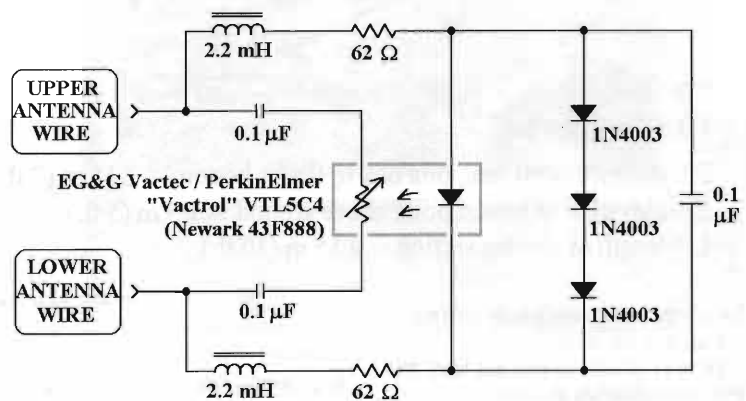 2.2 mH
62 Ω
UPPER
ANTENNA
WIRE
0.1 µF
1N4003
EG&G Vactec / PerkinElmer
"Vactrol" VTL5C4
(Newark 43F888)
1N4003
0.1
µF
LOWER
ANTENNA
WIRE
0.1 µF
1N4003
2.2 mH
62 Ω